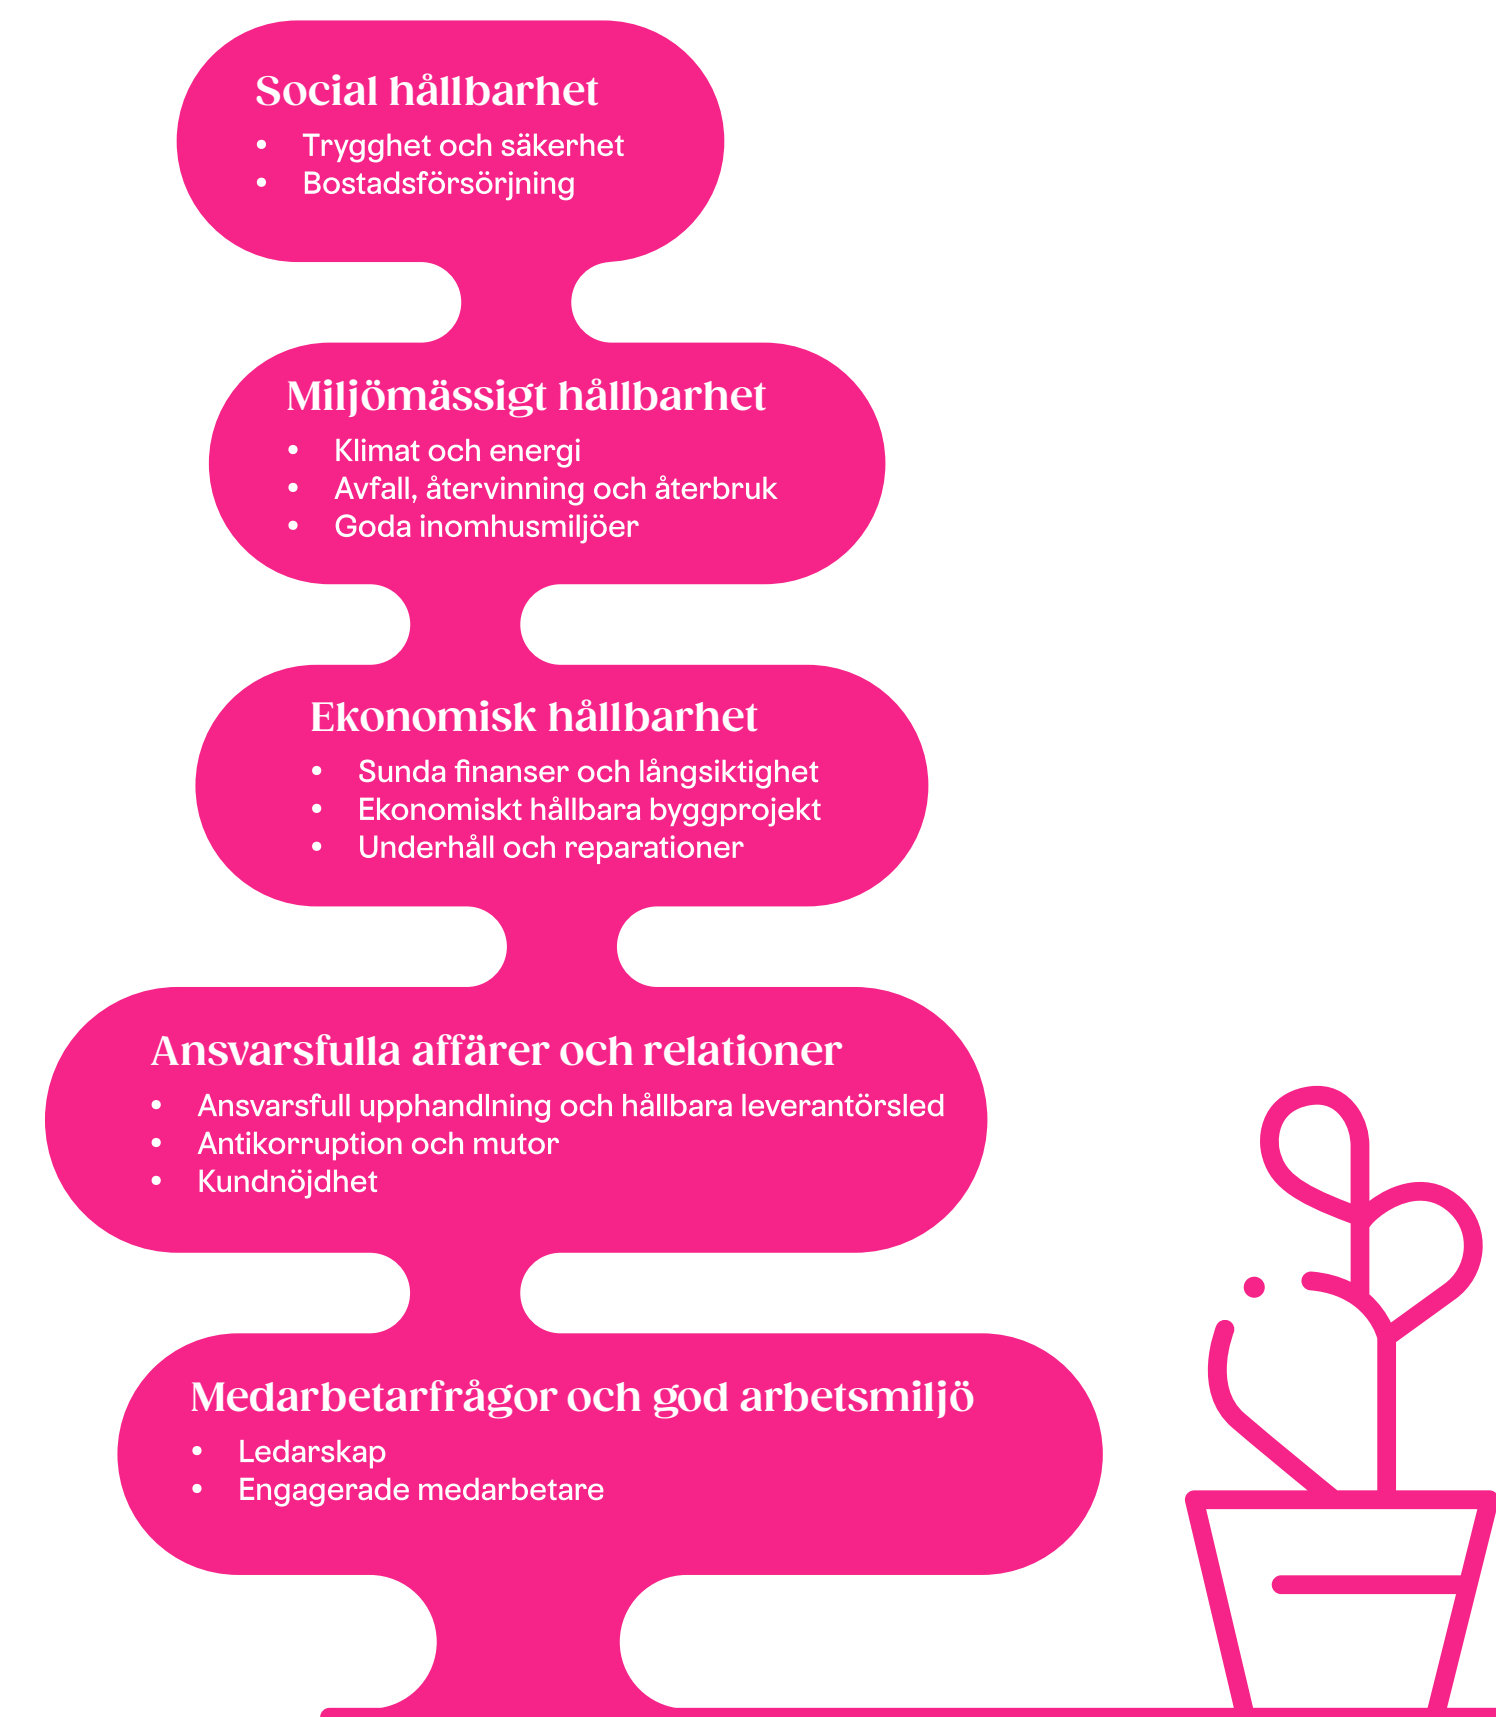 Social hållbarhet
• Trygghet och säkerhet
• Bostadsförsörjning
Miljömässigt hållbarhet
• Klimat och energi
• Avfall, återvinning och återbruk
• Goda inomhusmiljöer
Ekonomisk hållbarhet
• Sunda finanser och långsiktighet
• Ekonomiskt hållbara byggprojekt
• Underhåll och reparationer
Ansvarsfulla affärer och relationer
• Ansvarsfull upphandlning och hållbara leverantörsled
• Antikorruption och mutor
• Kundnöjdhet
Medarbetarfrågor och god arbetsmiljö
• Ledarskap
• Engagerade medarbetare